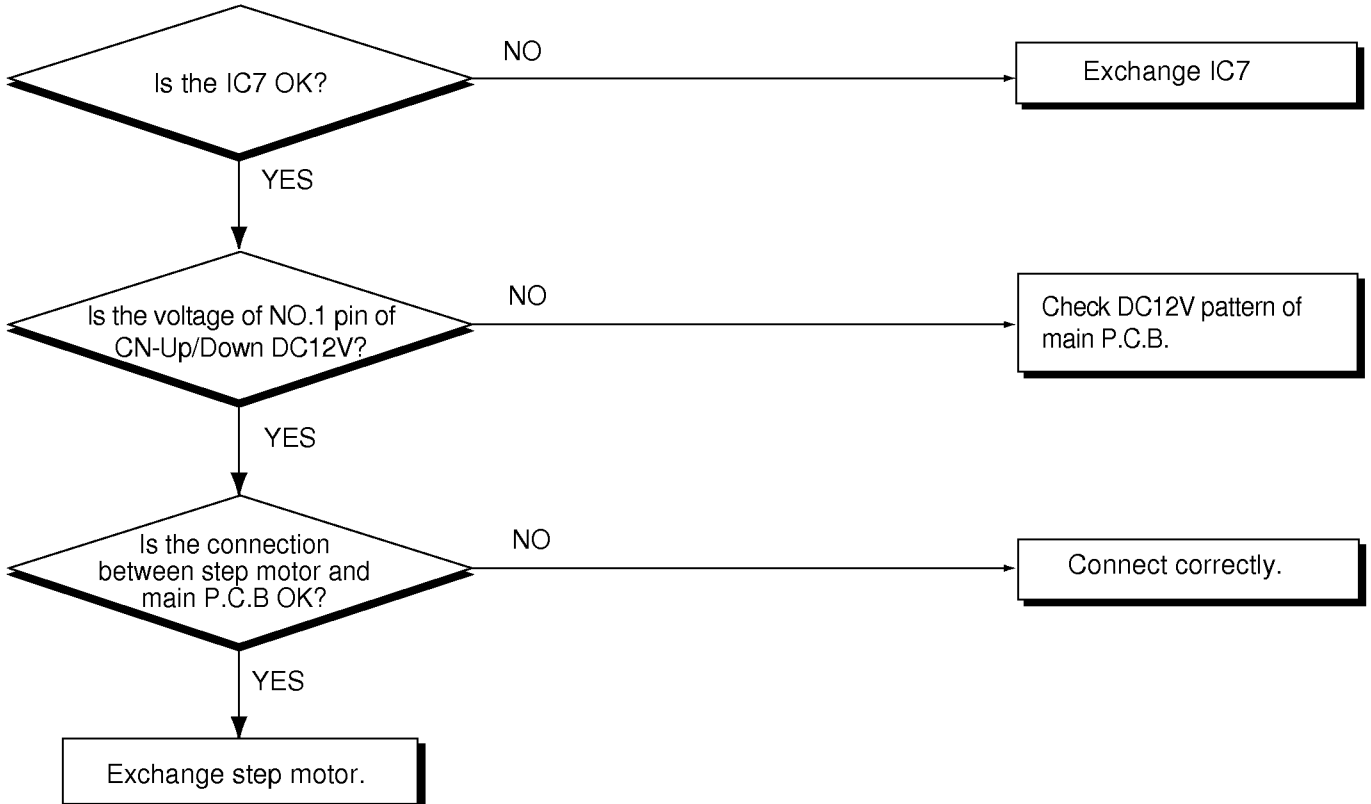 Is the IC7 OK?
NO
Exchange IC7
YES
Is the voltage of NO.1 pin of
CN-Up/Down DC12V?
NO
Check DC12V pattern of
main P.C.B.
YES
Is the connection
between step motor and
main P.C.B OK?
NO
Connect correctly.
YES
Exchange step motor.